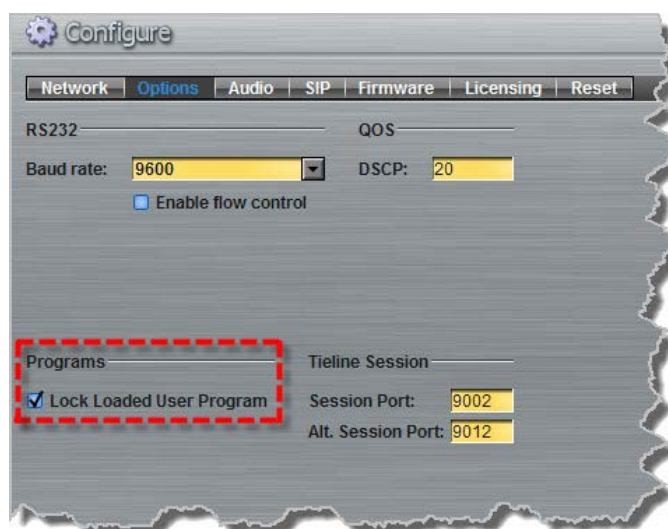 Configure
Network Options Audio SIP Firmware Licensing Reset
RS232
QOS
Baud rate: 9600
DSCP: 20
Enable flow control
Programs
Tieline Session
Lock Loaded User Program
Session Port: 9002
Alt. Session Port: 9012